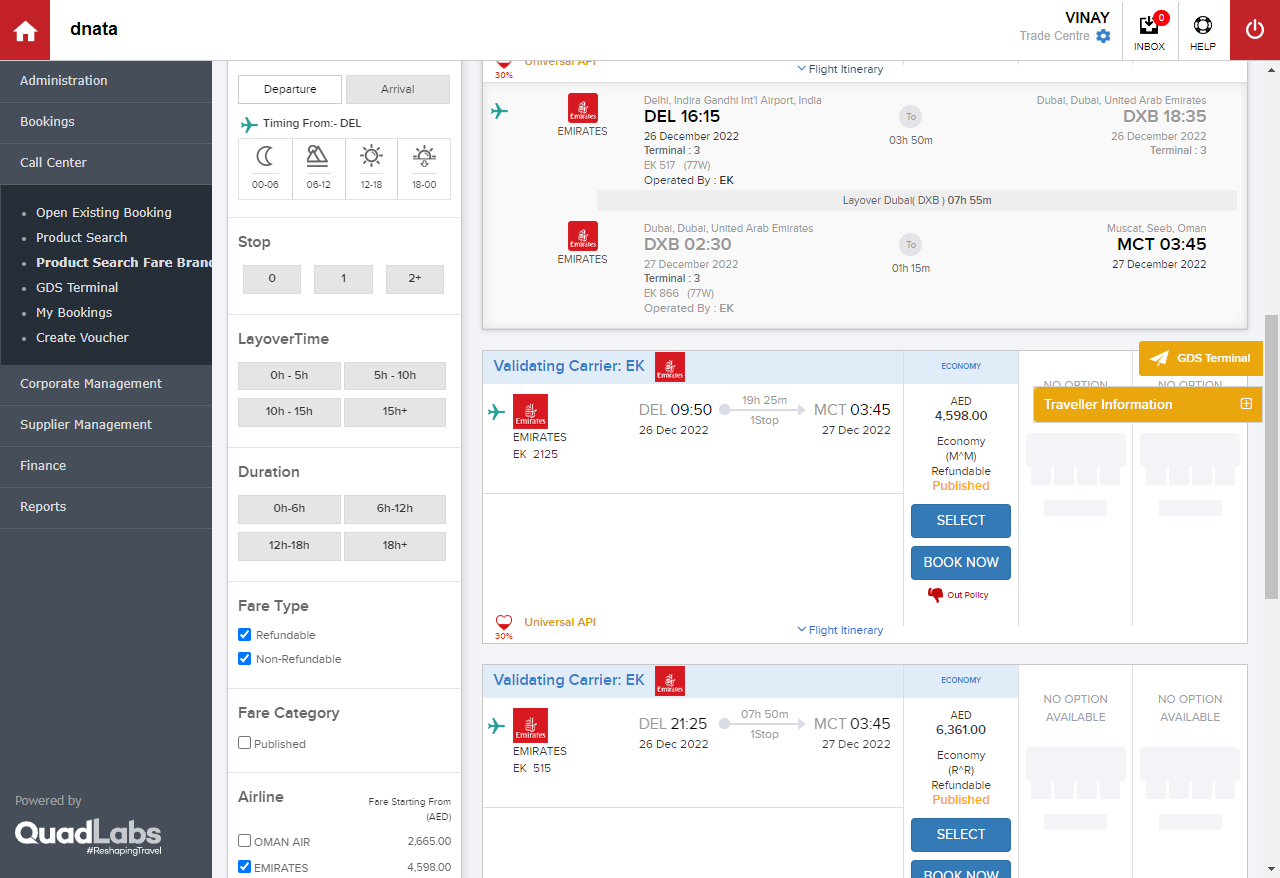 dnata
VINAY
Trade Centre
0
INBOX
HELP
Administration
Bookings
Call Center
Open Existing Booking
Product Search
Product Search Fare Brand
GDS Terminal
My Bookings
Create Voucher
Corporate Management
Supplier Management
Finance
Reports
Powered by
QuadLabs
#ReshapingTravel
Departure
Arrival
Timing From:- DEL
00-06
06-12
12-18
18-00
Stop
0
1
2+
LayoverTime
0h - 5h
5h - 10h
10h - 15h
15h+
Duration
0h-6h
6h-12h
12h-18h
18h+
Fare Type
Refundable
Non-Refundable
Fare Category
Published
Airline
Fare Starting From
(AED)
OMAN AIR 2,665.00
EMIRATES 4,598.00
30%
Universal API
Flight Itinerary
Emirates
EMIRATES
Delhi, Indira Gandhi Int'l Airport, India
DEL 16:15
26 December 2022
Terminal : 3
EK 517 (77W)
Operated By : EK
To
03h 50m
Dubai, Dubai, United Arab Emirates
DXB 18:35
26 December 2022
Terminal : 3
Layover Dubai( DXB ) 07h 55m
Emirates
EMIRATES
Dubai, Dubai, United Arab Emirates
DXB 02:30
27 December 2022
Terminal : 3
EK 866 (77W)
Operated By : EK
To
01h 15m
Muscat, Seeb, Oman
MCT 03:45
27 December 2022
Validating Carrier: EK
Emirates
ECONOMY
GDS Terminal
NO OPTION
NO OPTION
Traveller Information
Emirates
EMIRATES
EK 2125
DEL 09:50
26 Dec 2022
19h 25m
1Stop
MCT 03:45
27 Dec 2022
AED
4,598.00
Economy
(M^M)
Refundable
Published
SELECT
BOOK NOW
Out Policy
30%
Universal API
Flight Itinerary
Validating Carrier: EK
Emirates
ECONOMY
Emirates
EMIRATES
EK 515
DEL 21:25
26 Dec 2022
07h 50m
1Stop
MCT 03:45
27 Dec 2022
AED
6,361.00
Economy
(R^R)
Refundable
Published
SELECT
BOOK NOW
NO OPTION
AVAILABLE
NO OPTION
AVAILABLE